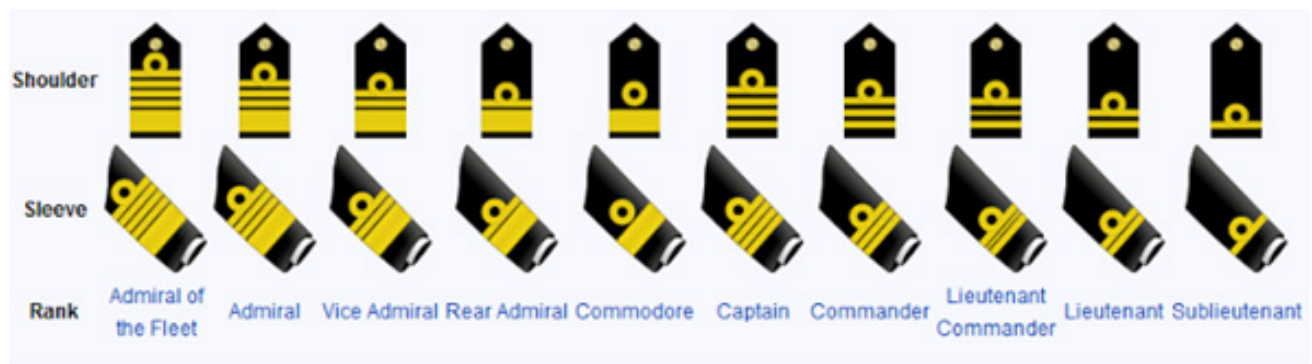 Shoulder
Sleeve
Rank
Admiral of the Fleet
Admiral
Vice Admiral
Rear Admiral
Commodore
Captain
Commander
Lieutenant Commander
Lieutenant
Sublieutenant